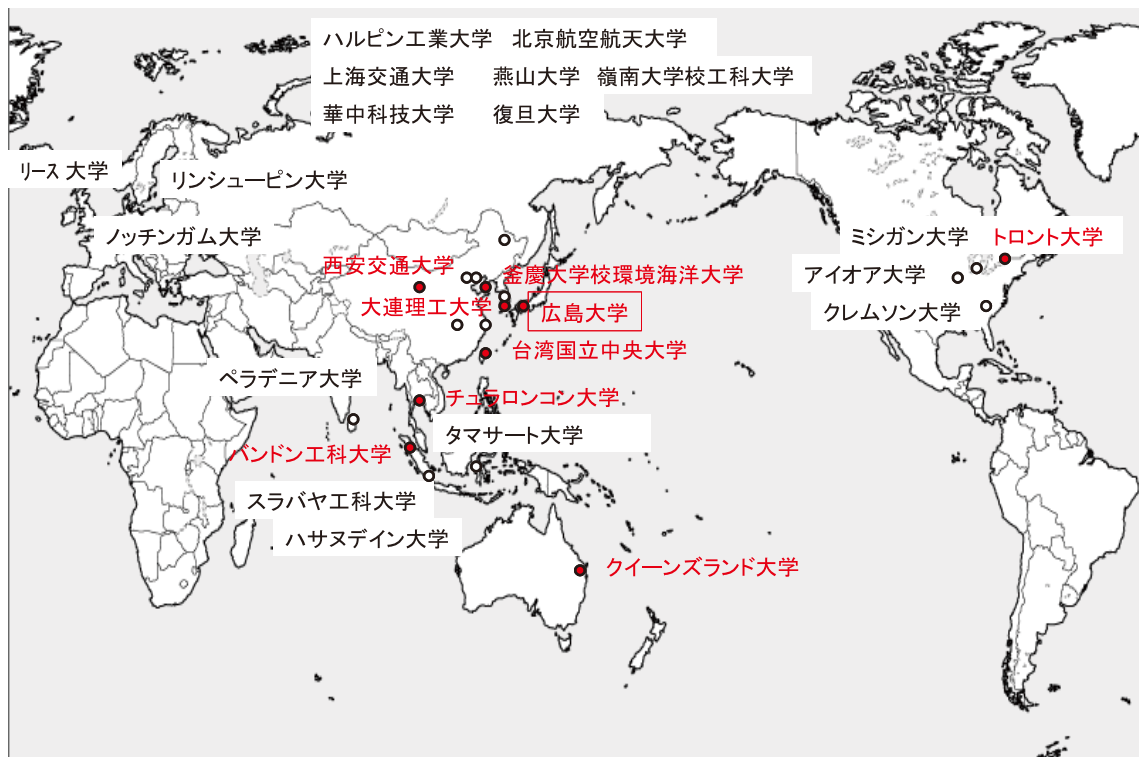 ハルピン工業大学 北京航空航天大学
上海交通大学 燕山大学 嶺南大学校工科大学
華中科技大学 復旦大学
リース 大学
リンシューピン大学
ノッチンガム大学
ミシガン大学 トロント大学
西安交通大学
釜慶大学校環境海洋大学
アイオア大学
大連理工大学
広島大学
クレムソン大学
台湾国立中央大学
ペラデニア大学
チュラロンコン大学
タマサート大学
バンドン工科大学
スラバヤ工科大学
ハサヌデイン大学
クイーンズランド大学